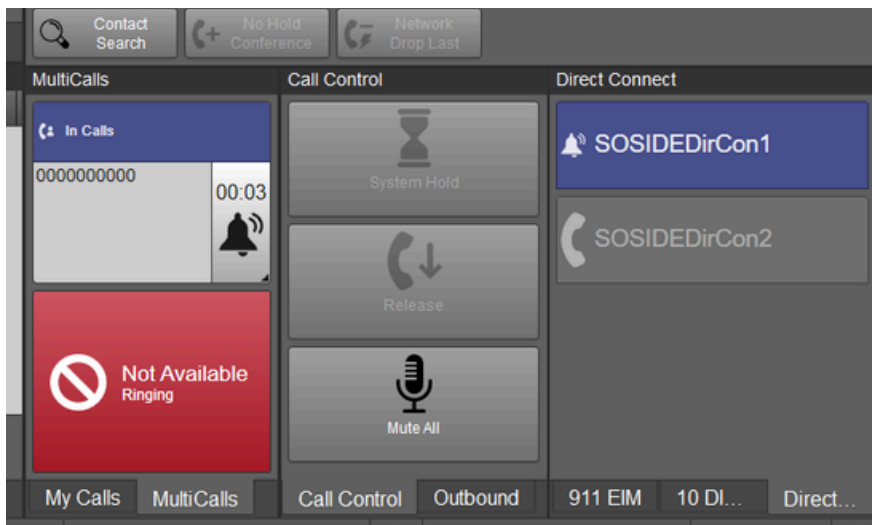 Contact
Search
No Hold
Conference
Network
Drop Last
MultiCalls
Call Control
Direct Connect
In Calls
0000000000
00:03
Not Available
Ringing
System Hold
Release
Mute All
SOSIDEDirCon1
SOSIDEDirCon2
My Calls
MultiCalls
Call Control
Outbound
911 EIM
10 DI...
Direct...